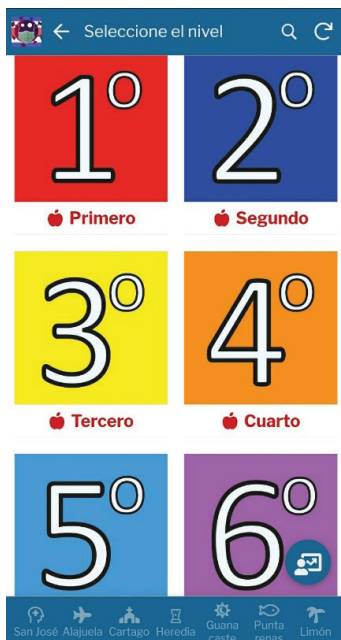 Seleccione el nivel
1º 2º
Primero Segundo
3º 4º
Tercero Cuarto
5º 6º
San José Alajuela Cartago Heredia Guana caste Punta renas Limón